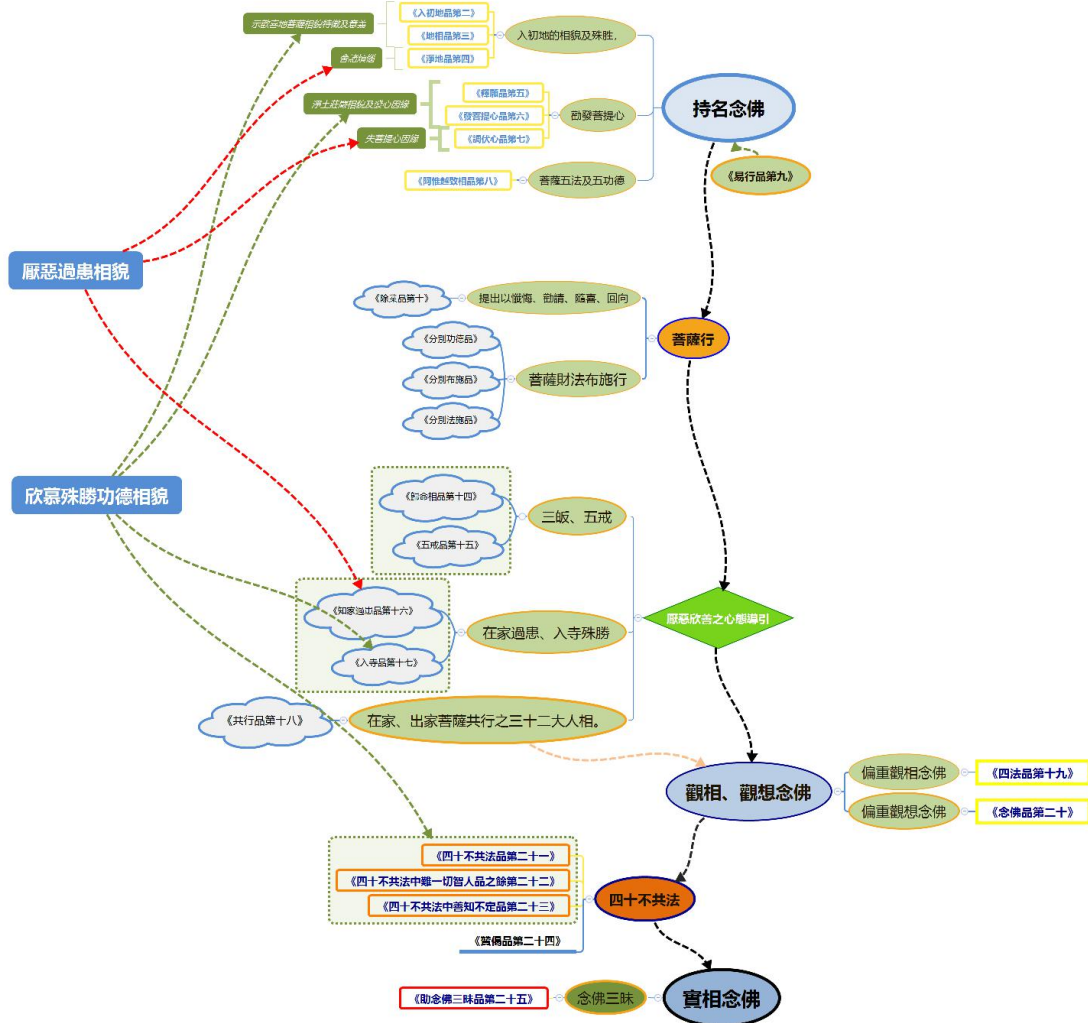 《入初地品第二》
《地相品第三》
《淨地品第四》
入初地的相貌及殊胜.
《釋願品第五》
《發菩提心品第六》
《調伏心品第七》
勸發菩提心
淨土莊嚴相貌及發心因緣
失菩提心因緣
《阿惟越致相品第八》
菩薩五法及五功德
持名念佛
《易行品第九》
厭惡過患相貌
《除業品第十》
提出以懺悔、勸請、隨喜、回向
《分別功德品》
《分別布施品》
《分別法施品》
菩薩財法布施行
菩薩行
欣慕殊勝功德相貌
《歸命相品第十四》
《五戒品第十五》
三皈、五戒
《知家過患品第十六》
《入寺品第十七》
在家過患、入寺殊勝
厭惡欣善之心態導引
《共行品第十八》
在家、出家菩薩共行之三十二大人相。
觀相、觀想念佛
偏重觀相念佛
《四法品第十九》
偏重觀想念佛
《念佛品第二十》
《四十不共法品第二十一》
《四十不共法中難一切智人品之餘第二十二》
《四十不共法中善知不定品第二十三》
《讚偈品第二十四》
四十不共法
《助念佛三昧品第二十五》
念佛三昧
實相念佛